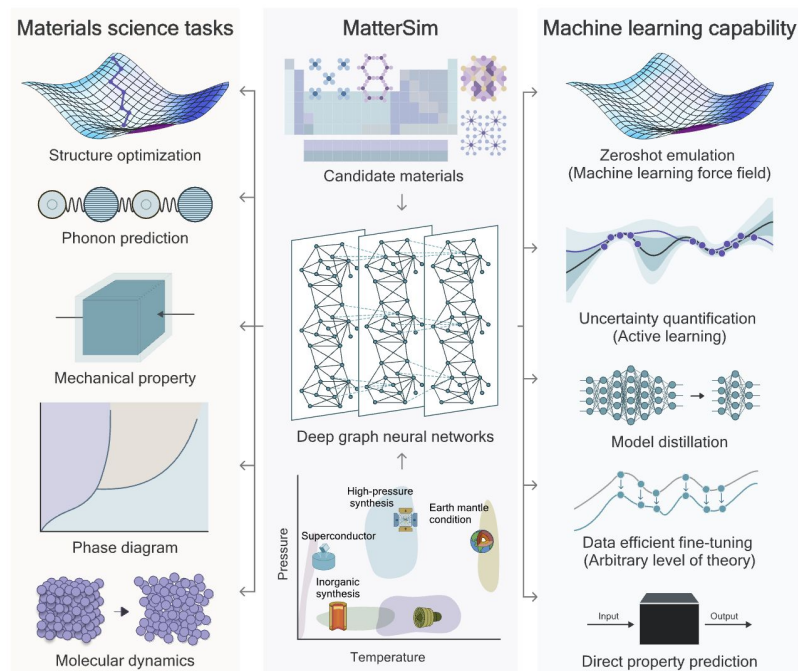 Materials science tasks
Structure optimization
Phonon prediction
Mechanical property
Phase diagram
Molecular dynamics
MatterSim
Candidate materials
Deep graph neural networks
Pressure
High-pressure
synthesis
Earth mantle
condition
Superconductor
Inorganic
synthesis
Temperature
Machine learning capability
Zeroshot emulation
(Machine learning force field)
Uncertainty quantification
(Active learning)
Model distillation
Data efficient fine-tuning
(Arbitrary level of theory)
Input
Output
Direct property prediction